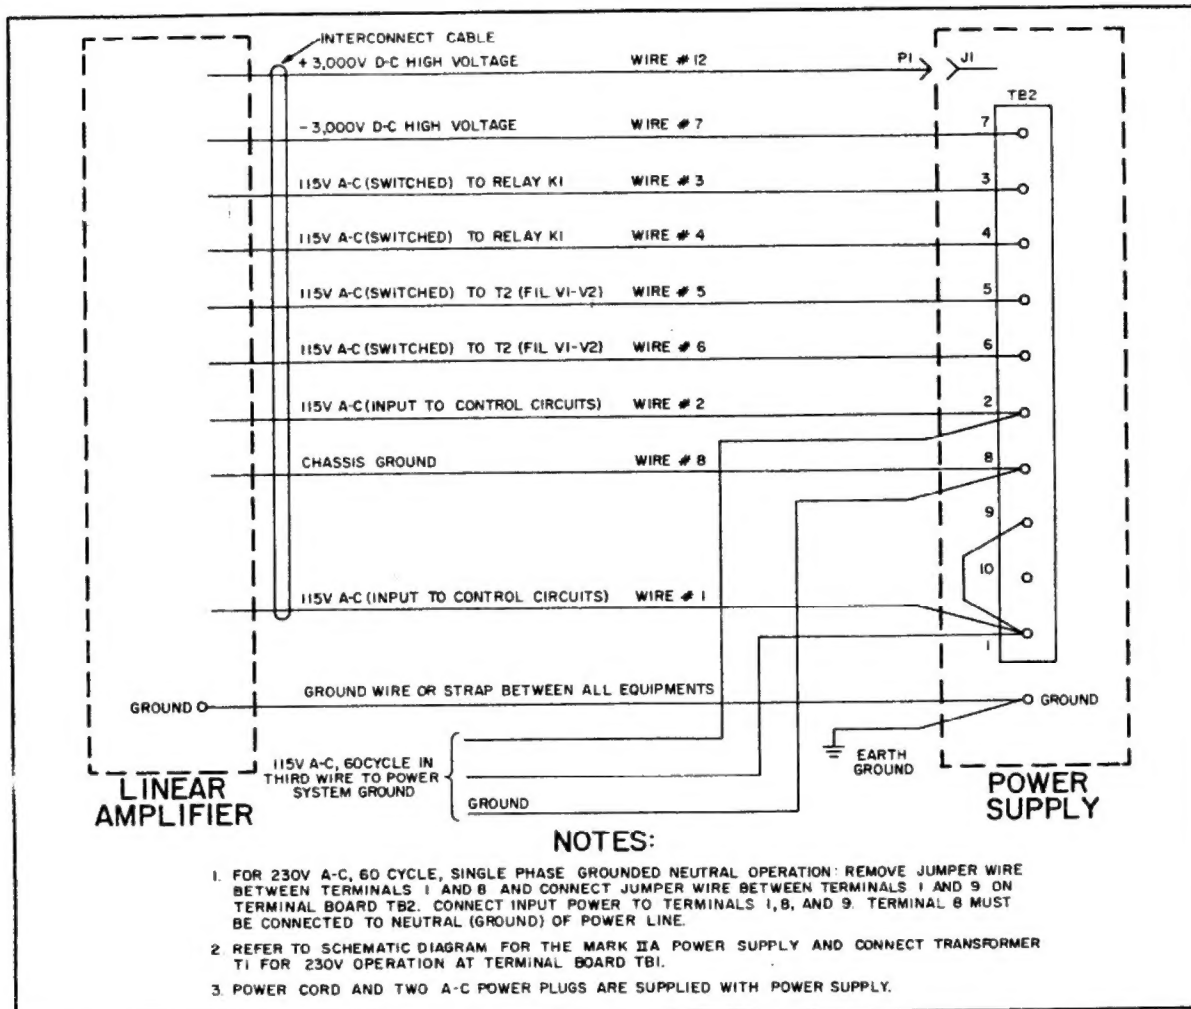 INTERCONNECT CABLE
+ 3,000V D-C HIGH VOLTAGE WIRE # 12 P1 J1
TB2
- 3,000V D-C HIGH VOLTAGE WIRE # 7 7
115V A-C (SWITCHED) TO RELAY K1 WIRE # 3 3
115V A-C (SWITCHED) TO RELAY K1 WIRE # 4 4
115V A-C (SWITCHED) TO T2 (FIL V1-V2) WIRE # 5 5
115V A-C (SWITCHED) TO T2 (FIL V1-V2) WIRE # 6 6
115V A-C (INPUT TO CONTROL CIRCUITS) WIRE # 2 2
CHASSIS GROUND WIRE # 8 8
9
10
115V A-C (INPUT TO CONTROL CIRCUITS) WIRE # 1
1
GROUND WIRE OR STRAP BETWEEN ALL EQUIPMENTS
GROUND GROUND
115V A-C, 60CYCLE IN
THIRD WIRE TO POWER
SYSTEM GROUND
GROUND
EARTH
GROUND
LINEAR
AMPLIFIER
POWER
SUPPLY
NOTES:
1. FOR 230V A-C, 60 CYCLE, SINGLE PHASE GROUNDED NEUTRAL OPERATION: REMOVE JUMPER WIRE
BETWEEN TERMINALS 1 AND 8 AND CONNECT JUMPER WIRE BETWEEN TERMINALS 1 AND 9 ON
TERMINAL BOARD TB2. CONNECT INPUT POWER TO TERMINALS 1, 8, AND 9. TERMINAL 8 MUST
BE CONNECTED TO NEUTRAL (GROUND) OF POWER LINE.
2. REFER TO SCHEMATIC DIAGRAM FOR THE MARK IIA POWER SUPPLY AND CONNECT TRANSFORMER
T1 FOR 230V OPERATION AT TERMINAL BOARD TB1.
3. POWER CORD AND TWO A-C POWER PLUGS ARE SUPPLIED WITH POWER SUPPLY.